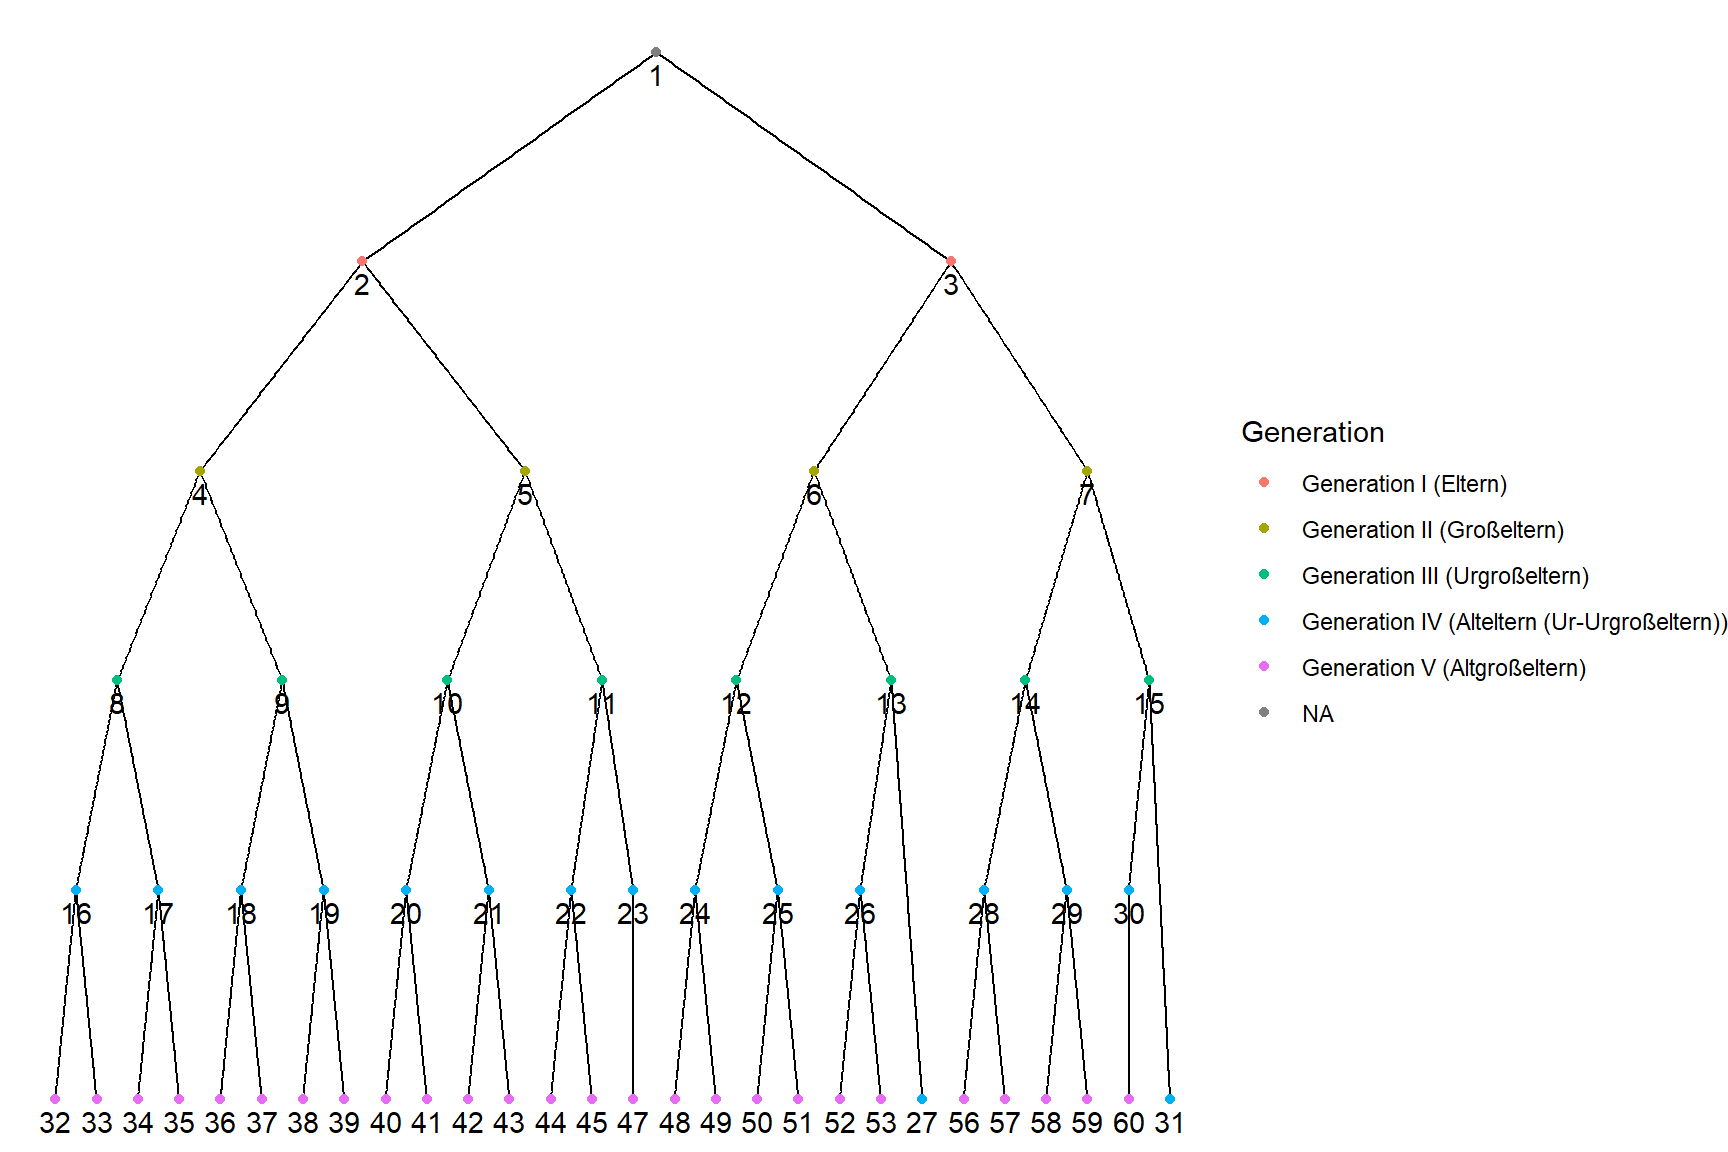 1
2 3
4 5 6 7
Generation
Generation I (Eltern)
Generation II (Großeltern)
Generation III (Urgroßeltern)
Generation IV (Alteltern (Ur-Urgroßeltern))
Generation V (Altgroßeltern)
NA
8 9 10 11 12 13 14 15
16 17 18 19 20 21 22 23 24 25 26 28 29 30
32 33 34 35 36 37 38 39 40 41 42 43 44 45 47 48 49 50 51 52 53 27 56 57 58 59 60 31